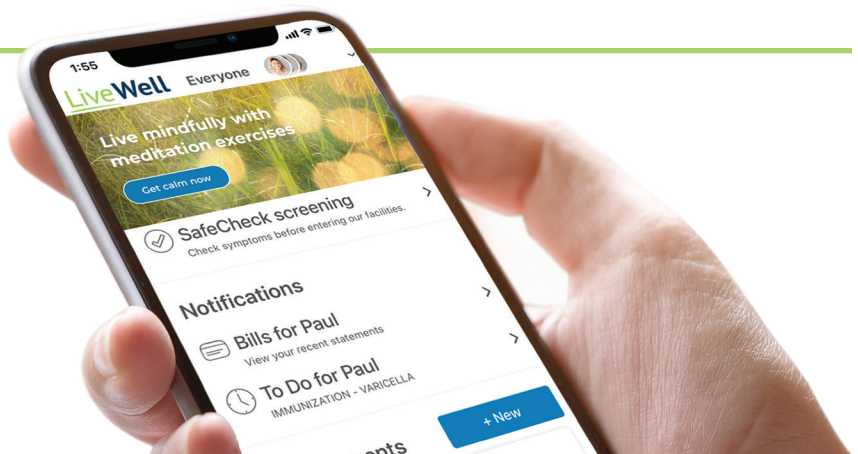 1:55
LiveWell Everyone
Live mindfully with
meditation exercises
Get calm now
SafeCheck screening
Check symptoms before entering our facilities.
Notifications
Bills for Paul
View your recent statements
To Do for Paul
IMMUNIZATION - VARICELLA
+ New